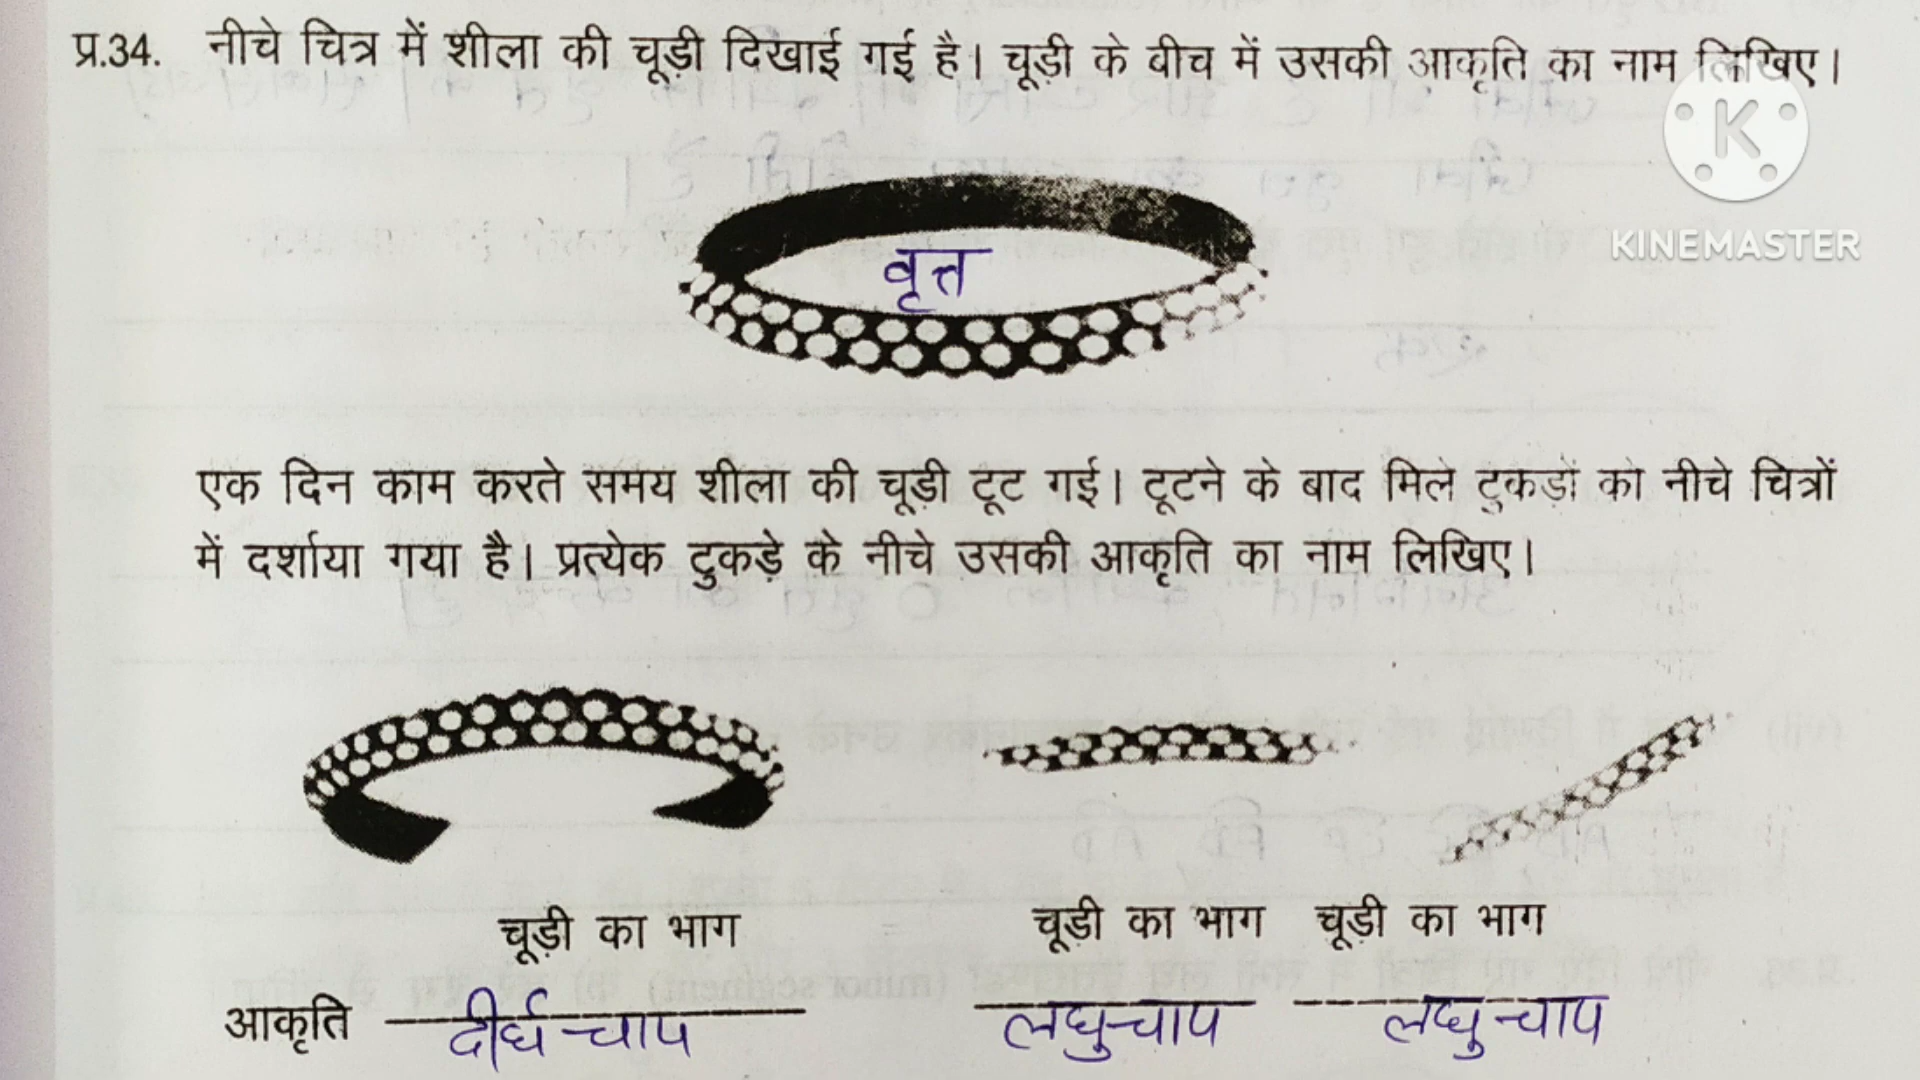 प्र.34. नीचे चित्र में शीला की चूड़ी दिखाई गई है। चूड़ी के बीच में उसकी आकृति का नाम लिखिए।
K
KINEMASTER
वृत्त
एक दिन काम करते समय शीला की चूड़ी टूट गई। टूटने के बाद मिले टुकड़ों को नीचे चित्रों
में दर्शाया गया है। प्रत्येक टुकड़े के नीचे उसकी आकृति का नाम लिखिए।
चूड़ी का भाग चूड़ी का भाग चूड़ी का भाग
आकृति दीर्घ चाप लघु चाप लघु चाप